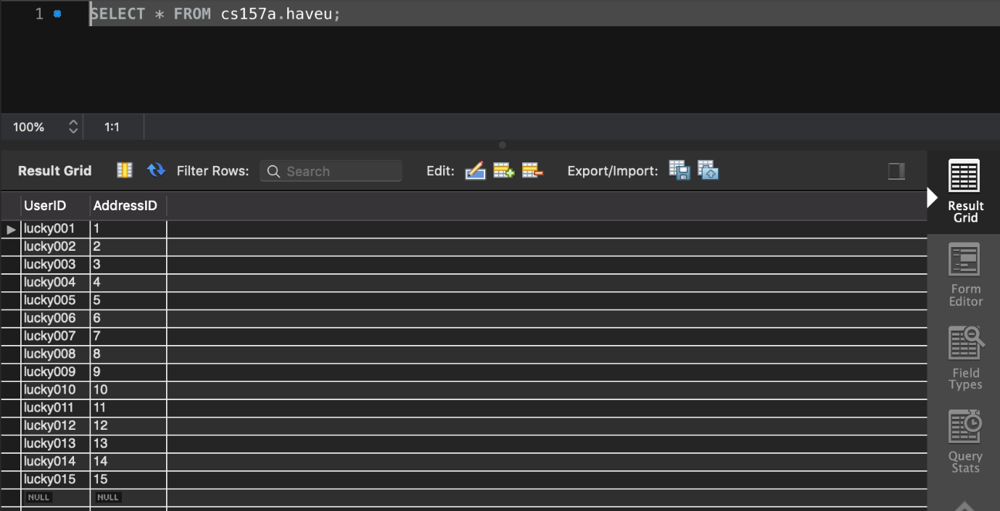 1 SELECT * FROM cs157a.haveu;
100% 1:1
Result Grid Filter Rows: Search Edit: Export/Import:
UserID AddressID
lucky001 1
lucky002 2
lucky003 3
lucky004 4
lucky005 5
lucky006 6
lucky007 7
lucky008 8
lucky009 9
lucky010 10
lucky011 11
lucky012 12
lucky013 13
lucky014 14
lucky015 15
NULL NULL
Result
Grid
Form
Editor
Field
Types
Query
Stats